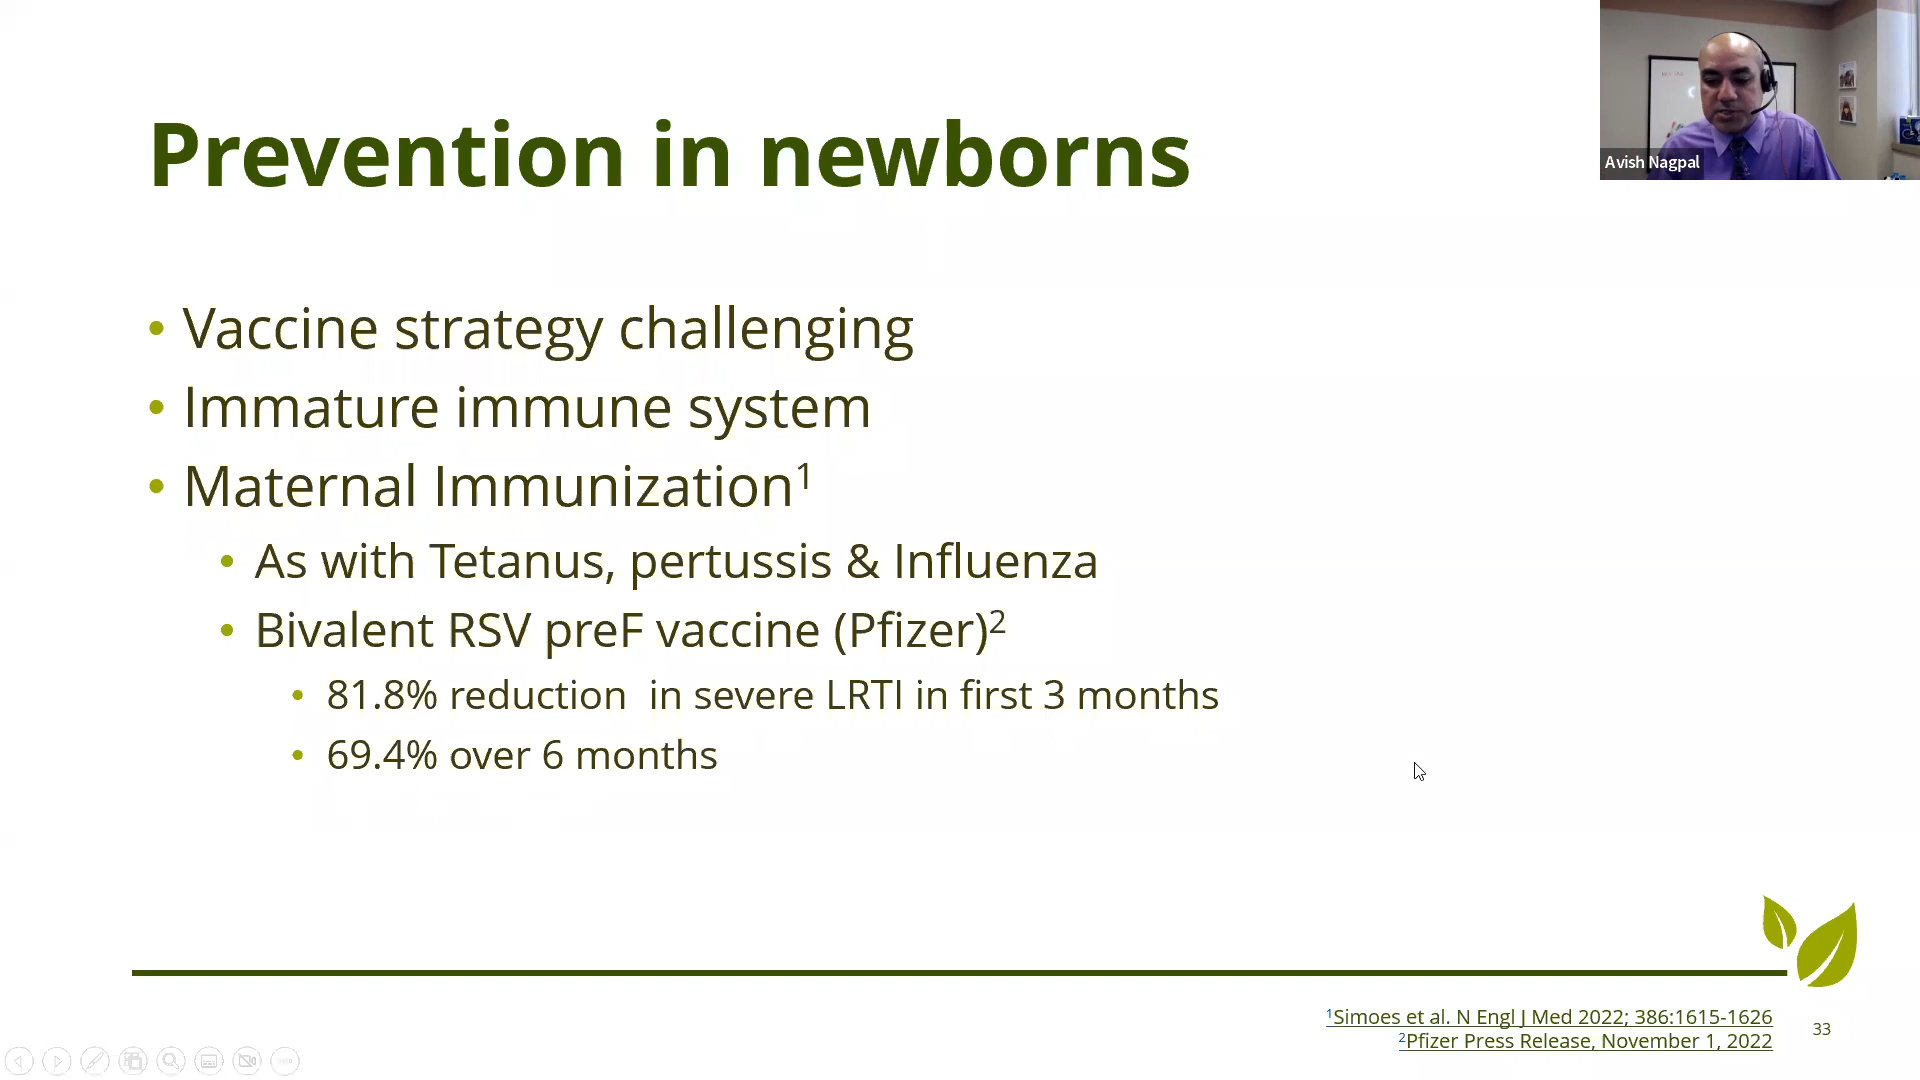 Prevention in newborns
Avish Nagpal
• Vaccine strategy challenging
• Immature immune system
• Maternal Immunization¹
• As with Tetanus, pertussis & Influenza
• Bivalent RSV preF vaccine (Pfizer)²
• 81.8% reduction  in severe LRTI in first 3 months
• 69.4% over 6 months
¹Simoes et al. N Engl J Med 2022; 386:1615-1626
²Pfizer Press Release, November 1, 2022
33